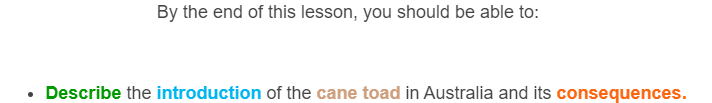 By the end of this lesson, you should be able to:
• Describe the introduction of the cane toad in Australia and its consequences.